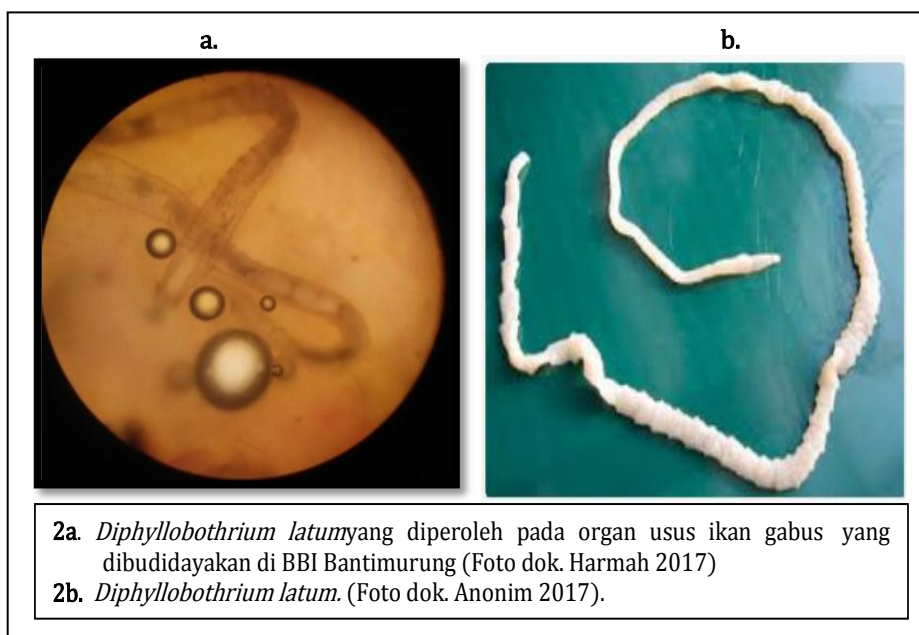 a. b.
2a. Diphyllobothrium latumyang diperoleh pada organ usus ikan gabus yang
dibudidayakan di BBI Bantimurung (Foto dok. Harmah 2017)
2b. Diphyllobothrium latum. (Foto dok. Anonim 2017).